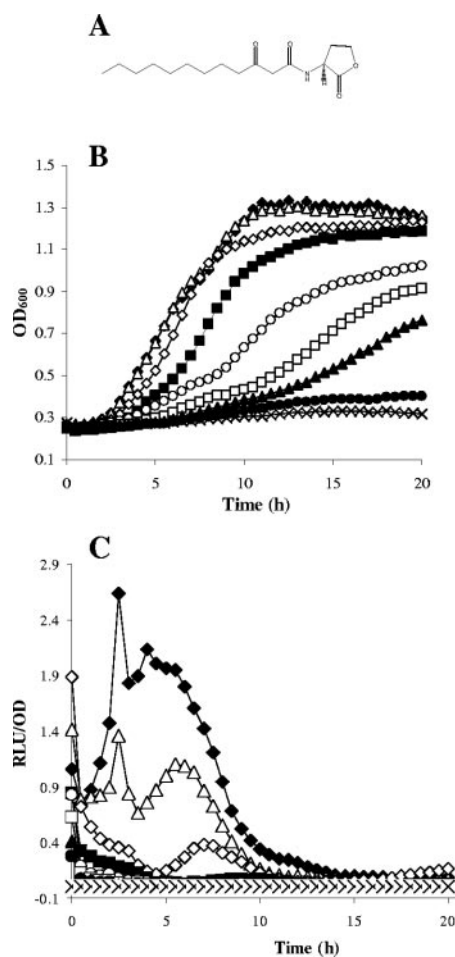 A
O O
N
H
H
O
O
B
1.5
1.3
1.1
0.9
0.7
0.5
0.3
0.1
OD600
0 5 10 15 20
Time (h)
C
2.9
2.4
1.9
1.4
0.9
0.4
-0.1
RLU/OD
0 5 10 15 20
Time (h)